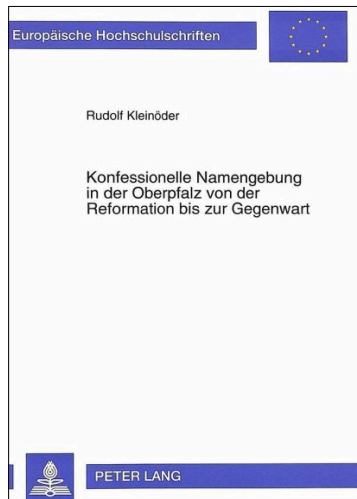 Europäische Hochschulschriften
Rudolf Kleinöder
Konfessionelle Namengebung
in der Oberpfalz von der
Reformation bis zur Gegenwart
PETER LANG